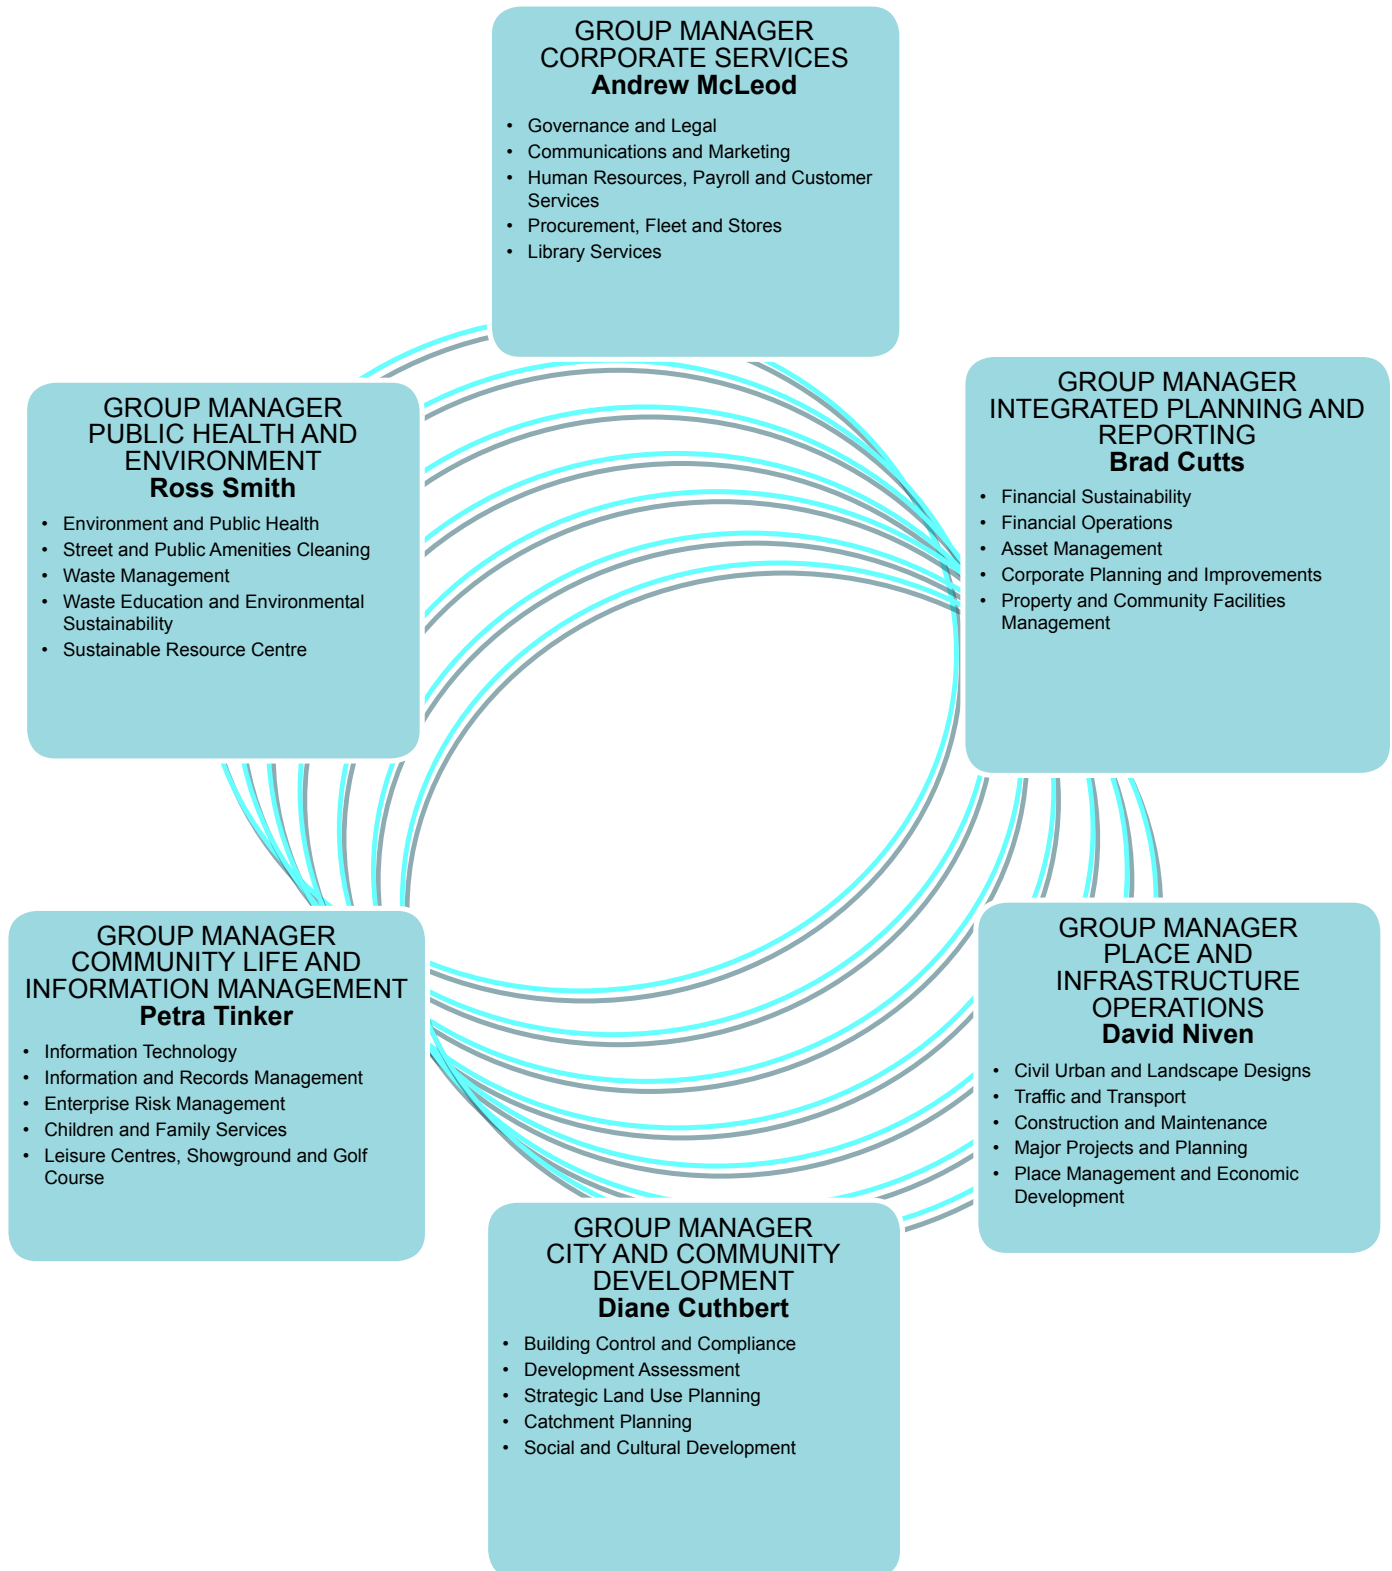 GROUP MANAGER
CORPORATE SERVICES
Andrew McLeod
• Governance and Legal
• Communications and Marketing
• Human Resources, Payroll and Customer
Services
• Procurement, Fleet and Stores
• Library Services
GROUP MANAGER
INTEGRATED PLANNING AND
REPORTING
Brad Cutts
• Financial Sustainability
• Financial Operations
• Asset Management
• Corporate Planning and Improvements
• Property and Community Facilities
Management
GROUP MANAGER
PUBLIC HEALTH AND
ENVIRONMENT
Ross Smith
• Environment and Public Health
• Street and Public Amenities Cleaning
• Waste Management
• Waste Education and Environmental
Sustainability
• Sustainable Resource Centre
GROUP MANAGER
PLACE AND
INFRASTRUCTURE
OPERATIONS
David Niven
• Civil Urban and Landscape Designs
• Traffic and Transport
• Construction and Maintenance
• Major Projects and Planning
• Place Management and Economic
Development
GROUP MANAGER
COMMUNITY LIFE AND
INFORMATION MANAGEMENT
Petra Tinker
• Information Technology
• Information and Records Management
• Enterprise Risk Management
• Children and Family Services
• Leisure Centres, Showground and Golf
Course
GROUP MANAGER
CITY AND COMMUNITY
DEVELOPMENT
Diane Cuthbert
• Building Control and Compliance
• Development Assessment
• Strategic Land Use Planning
• Catchment Planning
• Social and Cultural Development